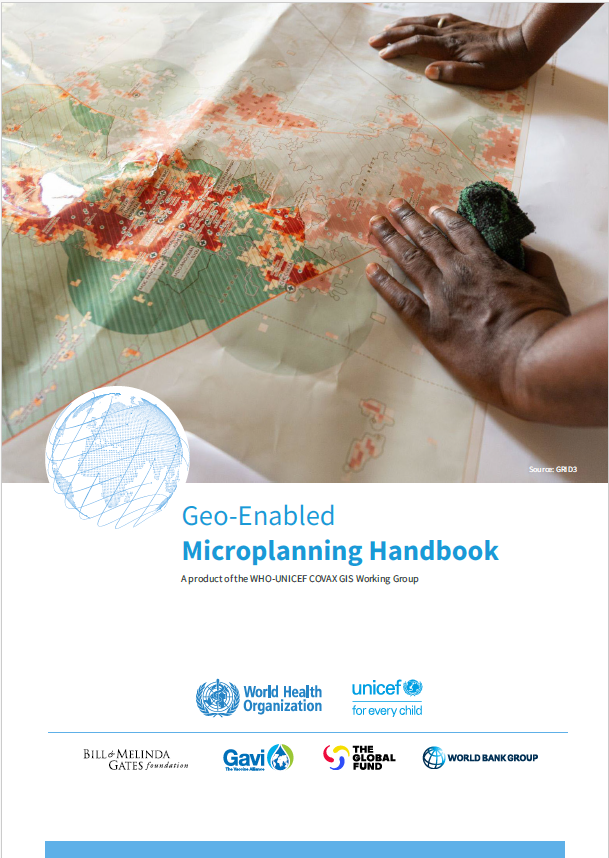 Source: GRID3
Geo-Enabled
Microplanning Handbook
A product of the WHO-UNICEF COVAX GIS Working Group
World Health
Organization
unicef
for every child
BILL & MELINDA
GATES foundation
Gavi
The Vaccine Alliance
THE
GLOBAL
FUND
WORLD BANK GROUP